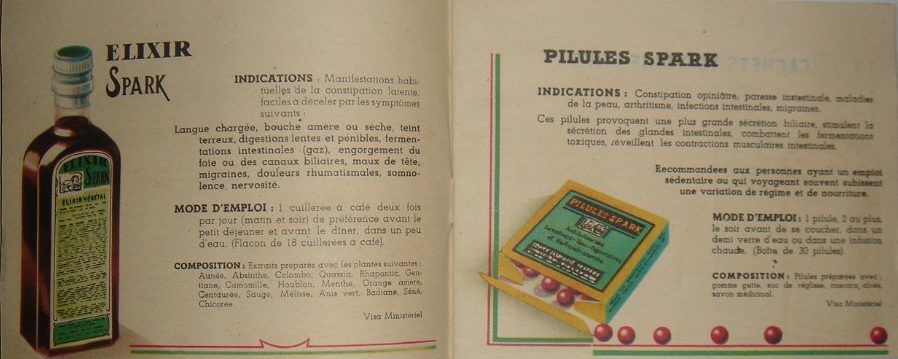 ELIXIR
SPARK
INDICATIONS : Manifestations habi-
tuelles de la constipation latente,
faciles à déceler par les symptômes
suivants :
Langue chargée, bouche amère ou sèche, teint
terreux, digestions lentes et pénibles, fermen-
tations intestinales (gaz), engorgement du
foie ou des canaux biliaires, maux de tête,
migraines, douleurs rhumatismales, somno-
lence, nervosité.
MODE D'EMPLOI : 1 cuillerée à café deux fois
par jour (matin et soir) de préférence avant le
petit déjeuner et avant le dîner, dans un peu
d'eau. (Flacon de 18 cuillerées à café).
COMPOSITION : Extraits préparés avec les plantes suivantes :
Aunée, Absinthe, Colombo, Quassia, Rhapontic, Gen-
tiane, Camomille, Houblon, Menthe, Orange amère,
Centaurée, Sauge, Mélisse, Anis vert, Badiane, Séné,
Chicorée.
Visa Ministériel
ELIXIR
SPARK
ELIXIR VÉGÉTAL
PILULES SPARK
INDICATIONS : Constipation opiniâtre, paresse instestinale, maladies
de la peau, arthritisme, infections intestinales, migraines.
Ces pilules provoquent une plus grande sécrétion biliaire, stimulent la
sécrétion des glandes intestinales, combattent les fermentations
toxiques, réveillent les contractions musculaires intestinales.
Recommandées aux personnes ayant un emploi
sédentaire ou qui voyageant souvent subissent
une variation de régime et de nourriture.
MODE D'EMPLOI : 1 pilule, 2 au plus,
le soir avant de se coucher, dans un
demi verre d'eau ou dans une infusion
chaude. (Boîte de 30 pilules).
COMPOSITION : Pilules préparées avec :
gomme gutte, suc de réglisse, cascara, aloès,
savon médicinal.
Visa Ministériel
PILULES SPARK
Antibilieuses
et Rafraîchissantes